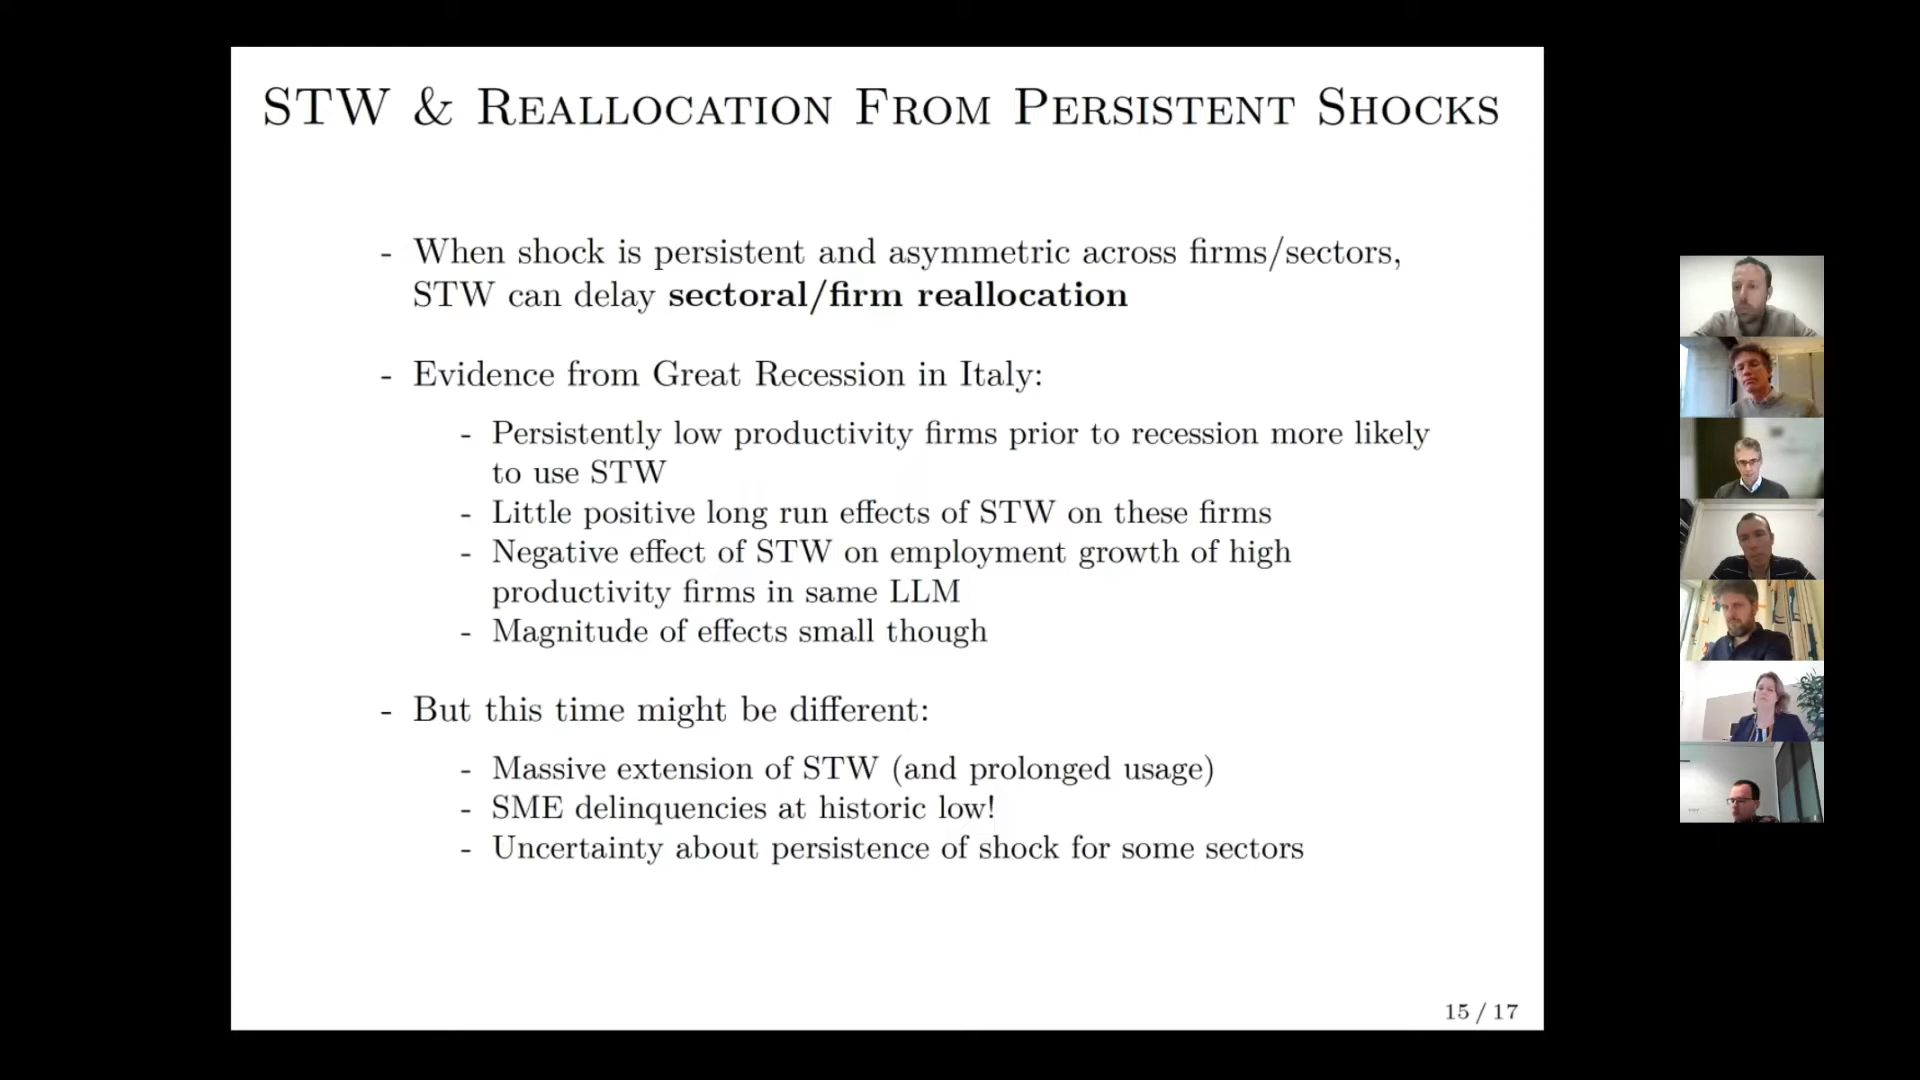 STW & Reallocation From Persistent Shocks
- When shock is persistent and asymmetric across firms/sectors,
STW can delay sectoral/firm reallocation
- Evidence from Great Recession in Italy:
- Persistently low productivity firms prior to recession more likely
to use STW
- Little positive long run effects of STW on these firms
- Negative effect of STW on employment growth of high
productivity firms in same LLM
- Magnitude of effects small though
- But this time might be different:
- Massive extension of STW (and prolonged usage)
- SME delinquencies at historic low!
- Uncertainty about persistence of shock for some sectors
15 / 17